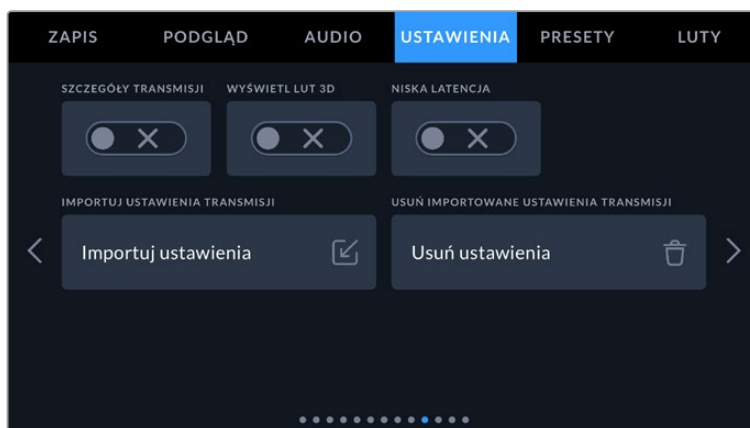 ZAPIS PODGLĄD AUDIO USTAWIENIA PRESETY LUTY
SZCZEGÓŁY TRANSMISJI WYŚWIETL LUT 3D NISKA LATENCJA
IMPORTUJ USTAWIENIA TRANSMISJI USUŃ IMPORTOWANE USTAWIENIA TRANSMISJI
Importuj ustawienia Usuń ustawienia